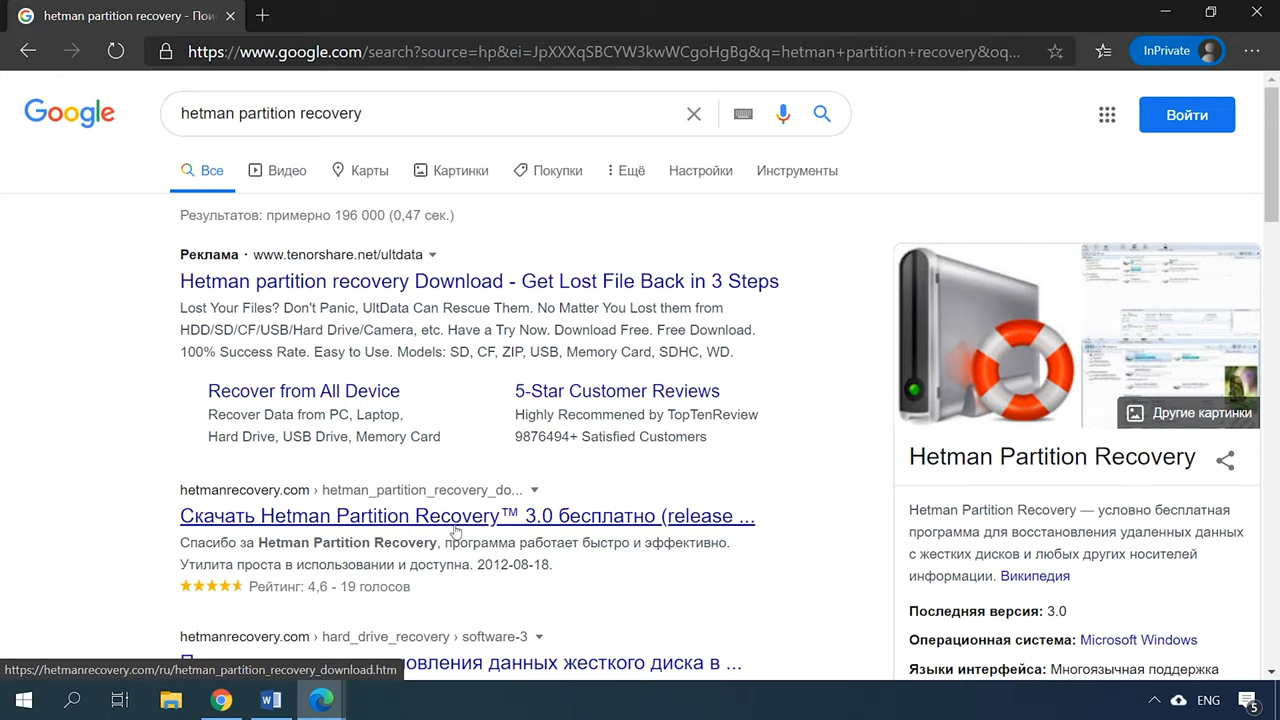 hetman partition recovery - Пои
https://www.google.com/search?source=hp&ei=JpXXXqSBCYW3kwWCgoHgBg&q=hetman+partition+recovery&oq...
InPrivate
Google
hetman partition recovery
Войти
Все
Видео
Карты
Картинки
Покупки
Ещё
Настройки
Инструменты
Результатов: примерно 196 000 (0,47 сек.)
Реклама · www.tenorshare.net/ultdata
Hetman partition recovery Download - Get Lost File Back in 3 Steps
Lost Your Files? Don't Panic, UltData Can Rescue Them. No Matter You Lost them from
HDD/SD/CF/USB/Hard Drive/Camera, etc. Have a Try Now. Download Free. Free Download.
100% Success Rate. Easy to Use. Models: SD, CF, ZIP, USB, Memory Card, SDHC, WD.
Recover from All Device
Recover Data from PC, Laptop,
Hard Drive, USB Drive, Memory Card
5-Star Customer Reviews
Highly Recommened by TopTenReview
9876494+ Satisfied Customers
hetmanrecovery.com › hetman_partition_recovery_do...
Скачать Hetman Partition Recovery™ 3.0 бесплатно (release ...
Спасибо за Hetman Partition Recovery, программа работает быстро и эффективно.
Утилита проста в использовании и доступна. 2012-08-18.
Рейтинг: 4,6 - 19 голосов
hetmanrecovery.com › hard_drive_recovery › software-3
новления данных жесткого диска в ...
Другие картинки
Hetman Partition Recovery
Hetman Partition Recovery — условно бесплатная
программа для восстановления удаленных данных
с жестких дисков и любых других носителей
информации. Википедия
Последняя версия: 3.0
Операционная система: Microsoft Windows
Языки интерфейса: Многоязычная поддержка
https://hetmanrecovery.com/ru/hetman_partition_recovery_download.htm
ENG
5